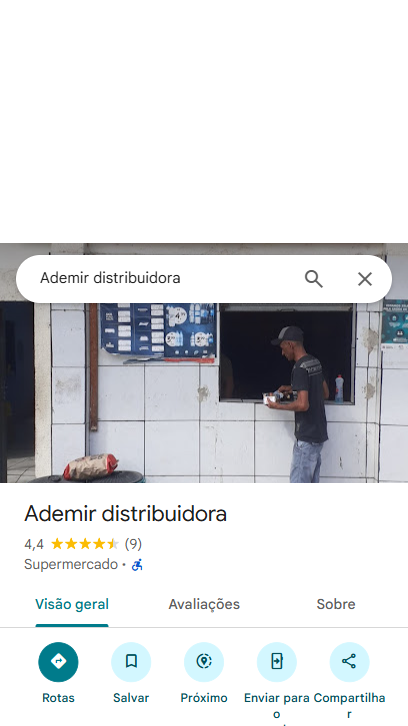 Ademir distribuidora
Ademir distribuidora
4,4 (9)
Supermercado ·
Visão geral
Avaliações
Sobre
Rotas
Salvar
Próximo
Enviar para o
Compartilhar